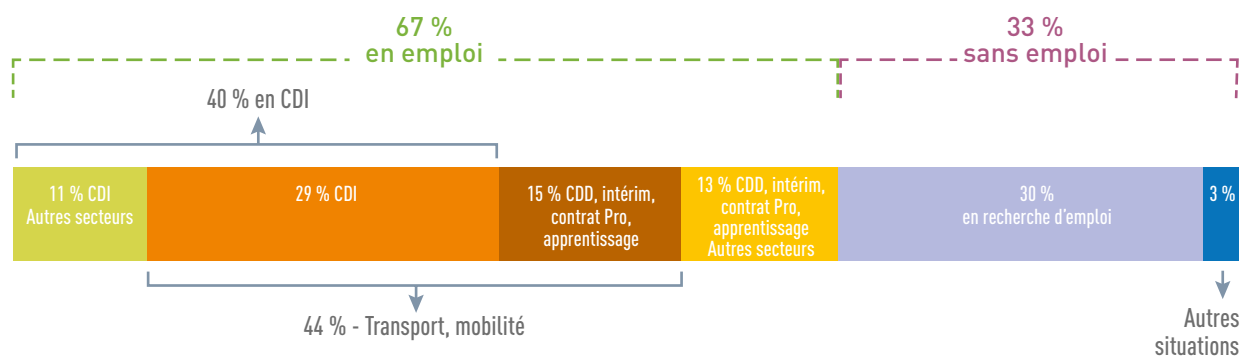 67 %
en emploi
33 %
sans emploi
40 % en CDI
11 % CDI
Autres secteurs
29 % CDI
15 % CDD, intérim,
contrat Pro,
apprentissage
13 % CDD, intérim,
contrat Pro,
apprentissage
Autres secteurs
30 %
en recherche d’emploi
3 %
44 % - Transport, mobilité
Autres
situations